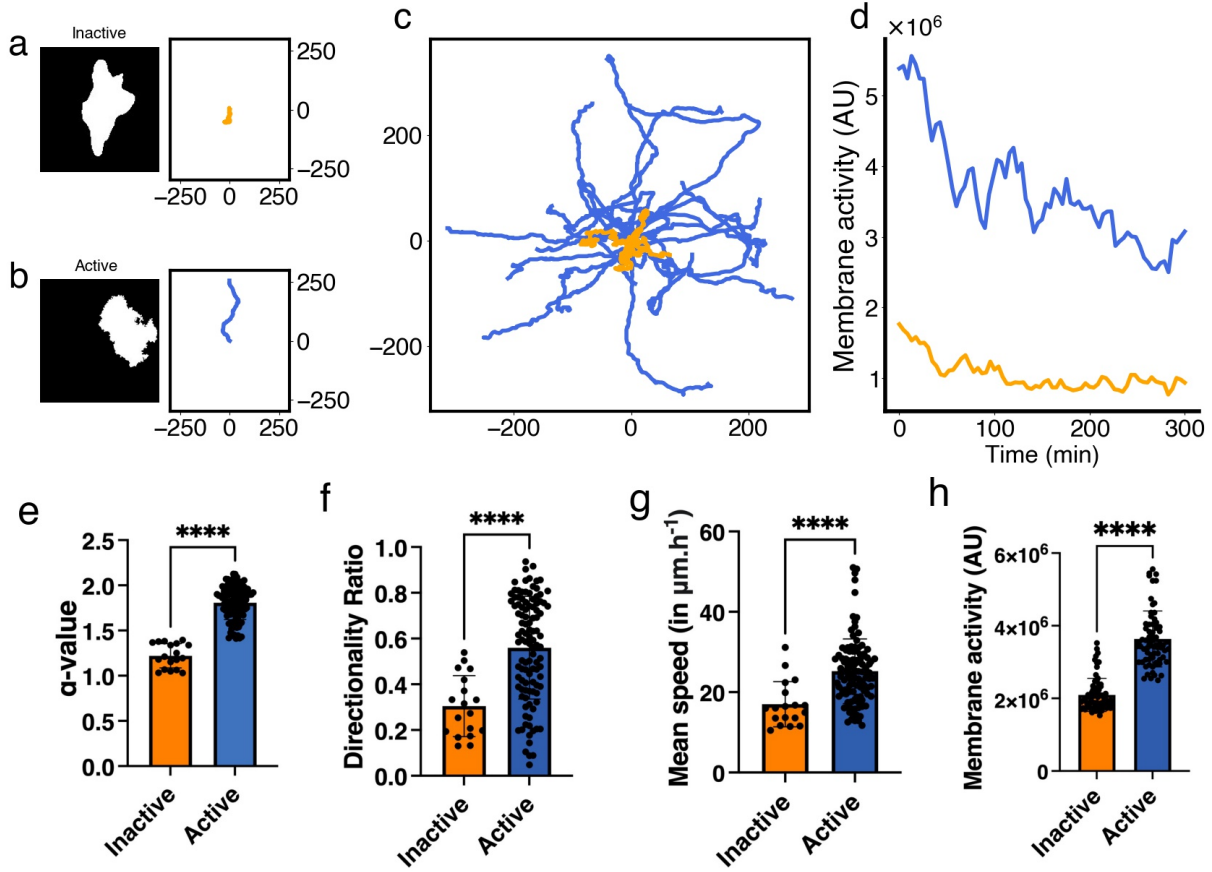 a
Inactive
250
0
−250
−250
0
250
b
Active
250
0
−250
−250
0
250
c
200
0
−200
−200
0
200
d
×10⁶
5
4
3
2
1
Membrane activity (AU)
0
100
200
300
Time (min)
e
****
2.5
2.0
1.5
1.0
0.5
0.0
α-value
Inactive
Active
f
****
1.0
0.8
0.6
0.4
0.2
0.0
Directionality Ratio
Inactive
Active
g
****
60
40
20
0
Mean speed (in µm.h⁻¹)
Inactive
Active
h
****
6×10⁶
4×10⁶
2×10⁶
0
Membrane activity (AU)
Inactive
Active